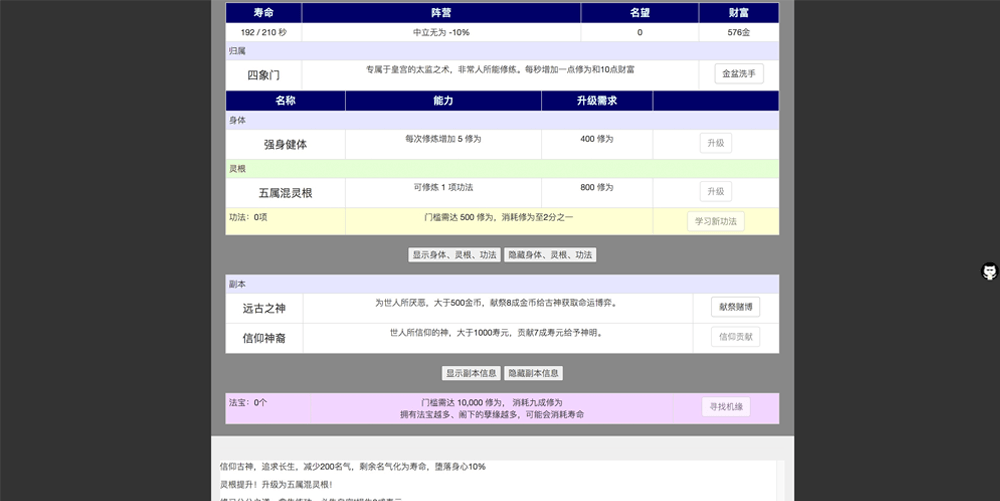 寿命 阵营 名望 财富
192 / 210 秒 中立无为 -10% 0 576金
归属
四象门 专属于皇宫的太监之术，非常人所能修炼。每秒增加一点修为和10点财富 金盆洗手
名称 能力 升级需求
身体
强身健体 每次修炼增加 5 修为 400 修为 升级
灵根
五属混灵根 可修炼 1 项功法 800 修为 升级
功法：0项 门槛需达 500 修为，消耗修为至2分之一 学习新功法
显示身体、灵根、功法 隐藏身体、灵根、功法
副本
远古之神 为世人所厌恶，大于500金币，献祭8成金币给古神获取命运博弈。 献祭赌博
信仰神裔 世人所信仰的神，大于1000寿元，贡献7成寿元给予神明。 信仰贡献
显示副本信息 隐藏副本信息
法宝：0个 门槛需达 10,000 修为， 消耗九成修为 寻找机缘
拥有法宝越多、阁下的孽缘越多，可能会消耗寿命
信仰古神，追求长生，减少200名气，剩余名气化为寿命，堕落身心10%
灵根提升！升级为五属混灵根！